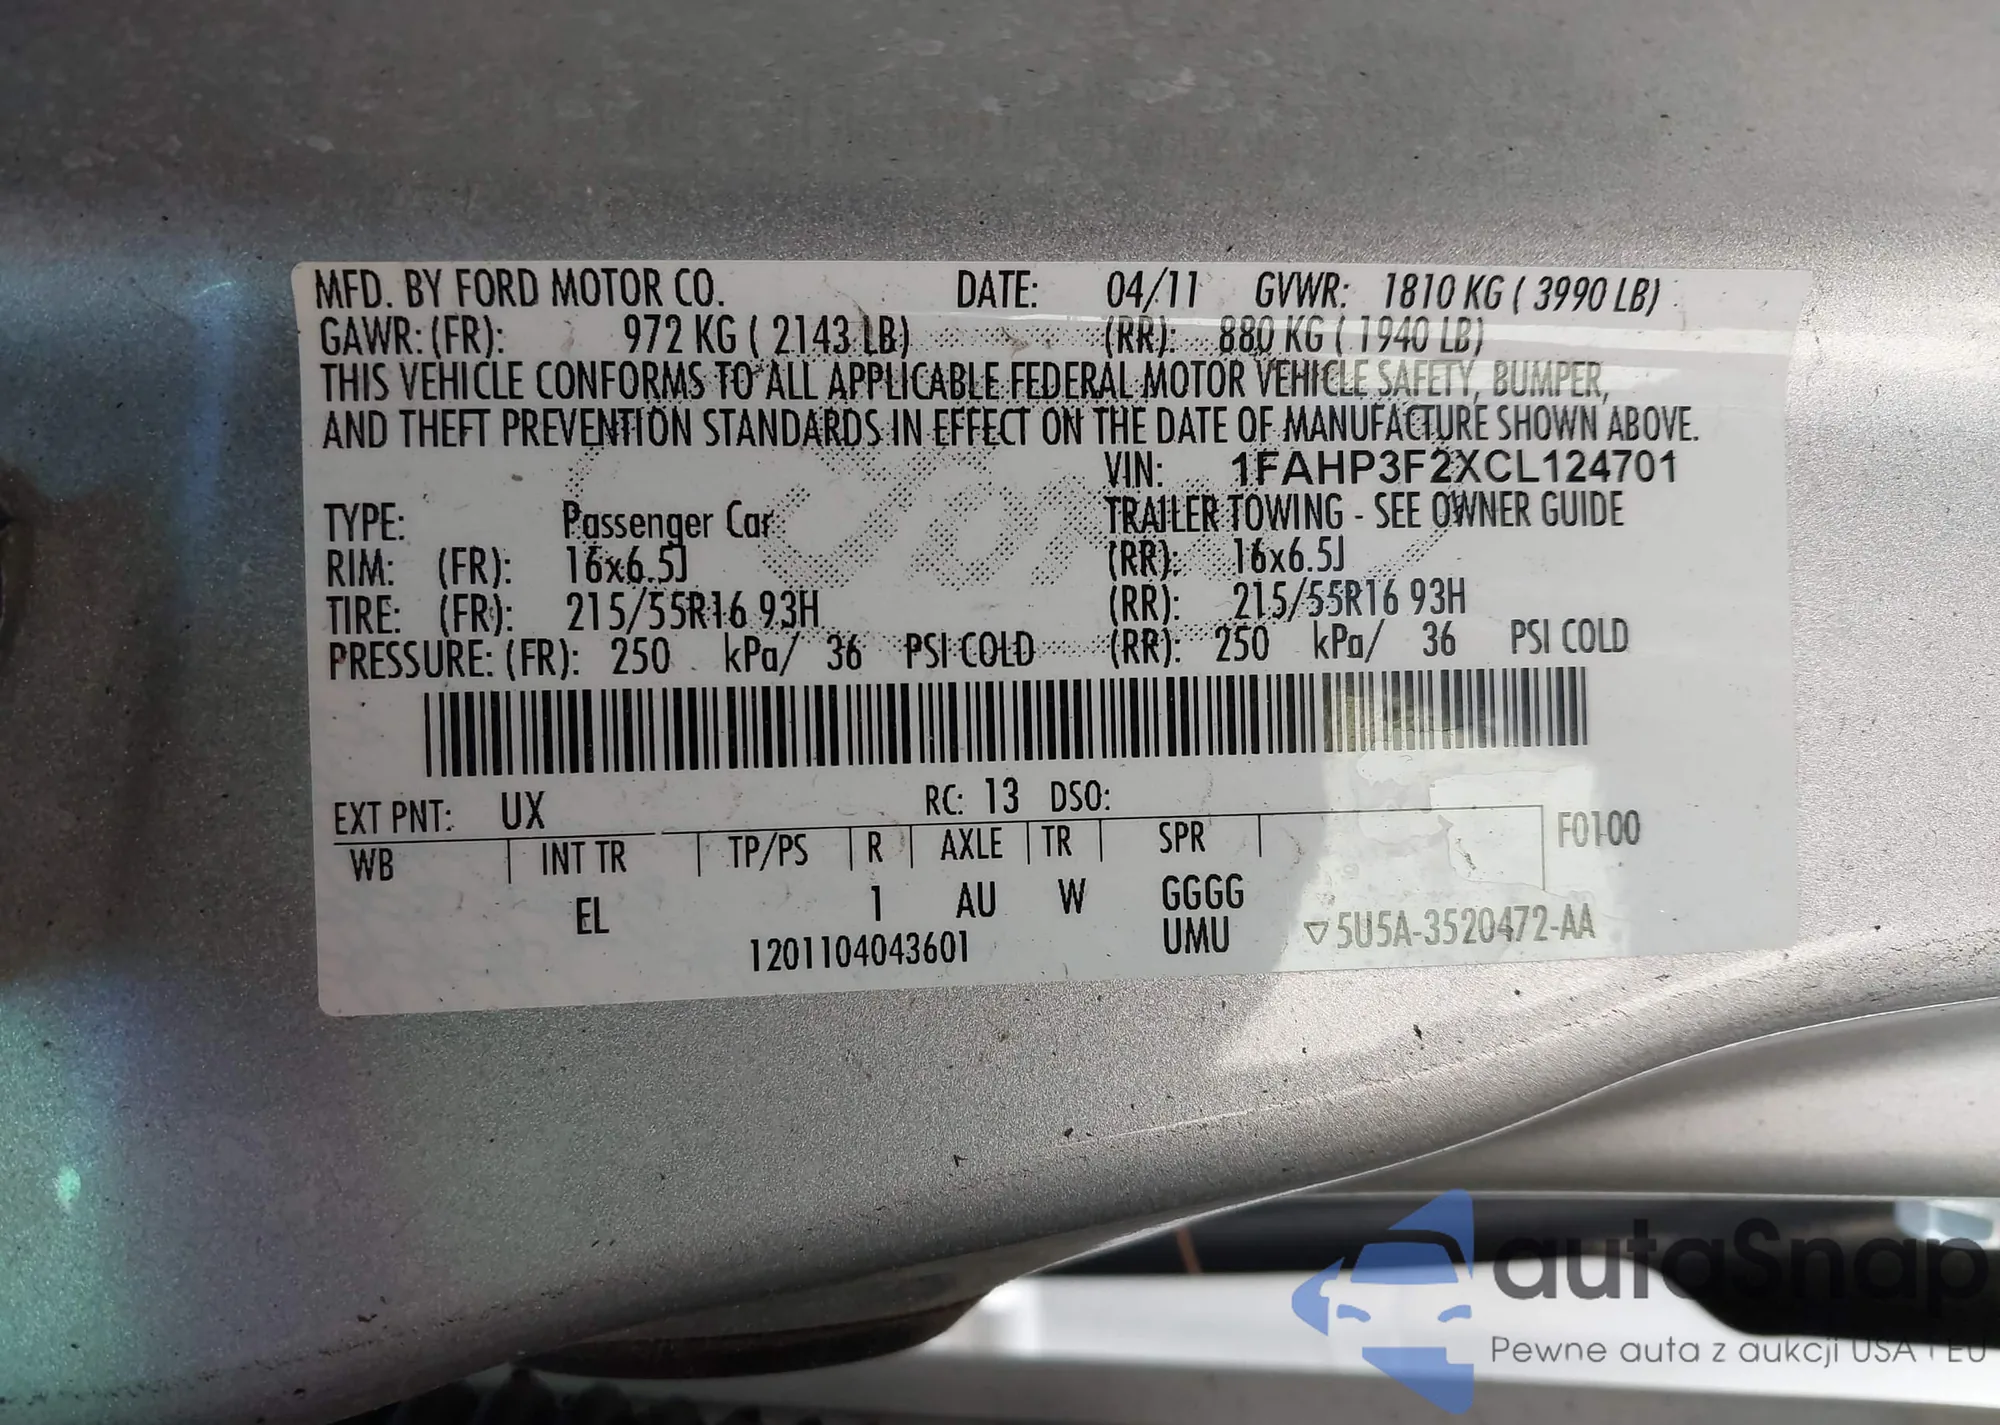 MFD. BY FORD MOTOR CO. DATE: 04/11 GVWR: 1810 KG ( 3990 LB)
GAWR: (FR): 972 KG ( 2143 LB) (RR): 880 KG ( 1940 LB)
THIS VEHICLE CONFORMS TO ALL APPLICABLE FEDERAL MOTOR VEHICLE SAFETY, BUMPER,
AND THEFT PREVENTION STANDARDS IN EFFECT ON THE DATE OF MANUFACTURE SHOWN ABOVE.
VIN: 1FAHP3F2XCL124701
TYPE: Passenger Car TRAILER TOWING - SEE OWNER GUIDE
RIM: (FR): 16x6.5J (RR): 16x6.5J
TIRE: (FR): 215/55R16 93H (RR): 215/55R16 93H
PRESSURE: (FR): 250 kPa/ 36 PSI COLD (RR): 250 kPa/ 36 PSI COLD
Ford
EXT PNT: UX RC: 13 DSO:
WB INT TR TP/PS R AXLE TR SPR F0100
EL 1 AU W GGGG
1201104043601 UMU ▽5U5A-3520472-AA
autoSnap
Pewne auta z aukcji USA i EU